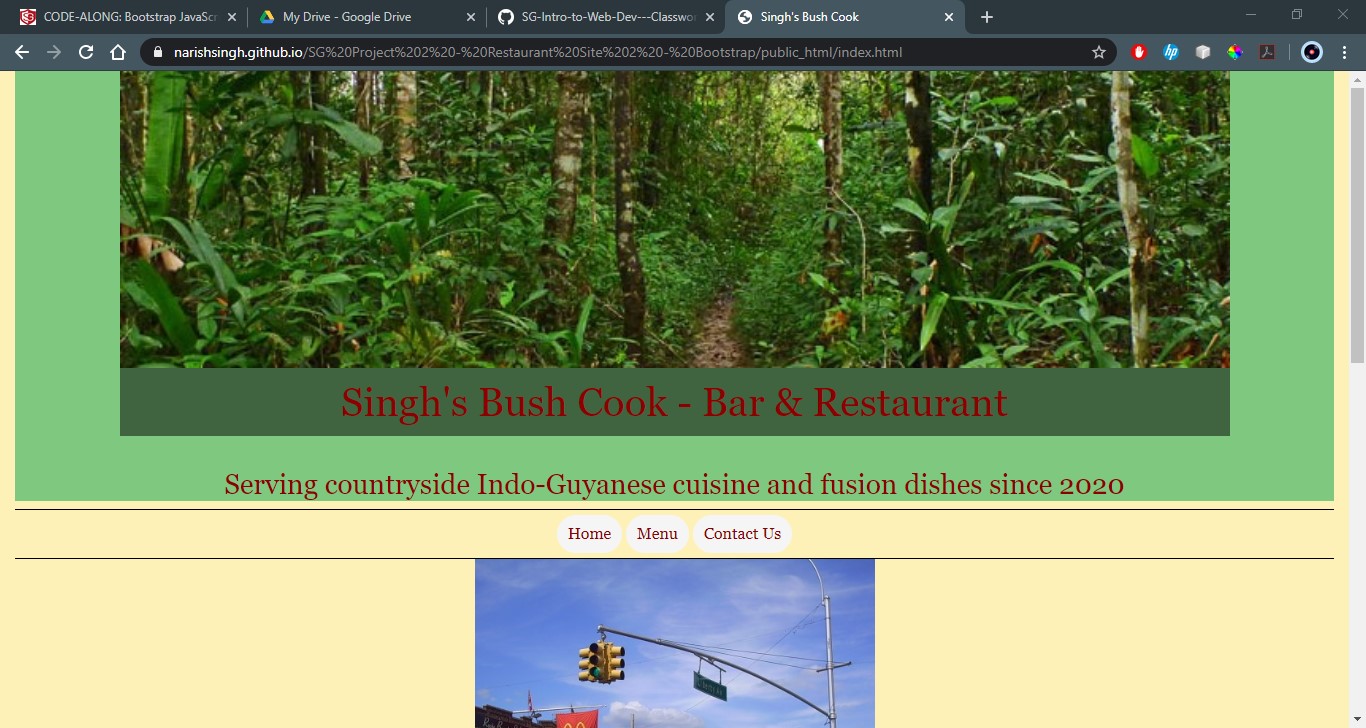 CODE-ALONG: Bootstrap JavaScr
My Drive - Google Drive
SG-Intro-to-Web-Dev---Classwor
Singh's Bush Cook
narishsingh.github.io/SG%20Project%202%20-%20Restaurant%20Site%202%20-%20Bootstrap/public_html/index.html
Singh's Bush Cook - Bar & Restaurant
Serving countryside Indo-Guyanese cuisine and fusion dishes since 2020
Home Menu Contact Us